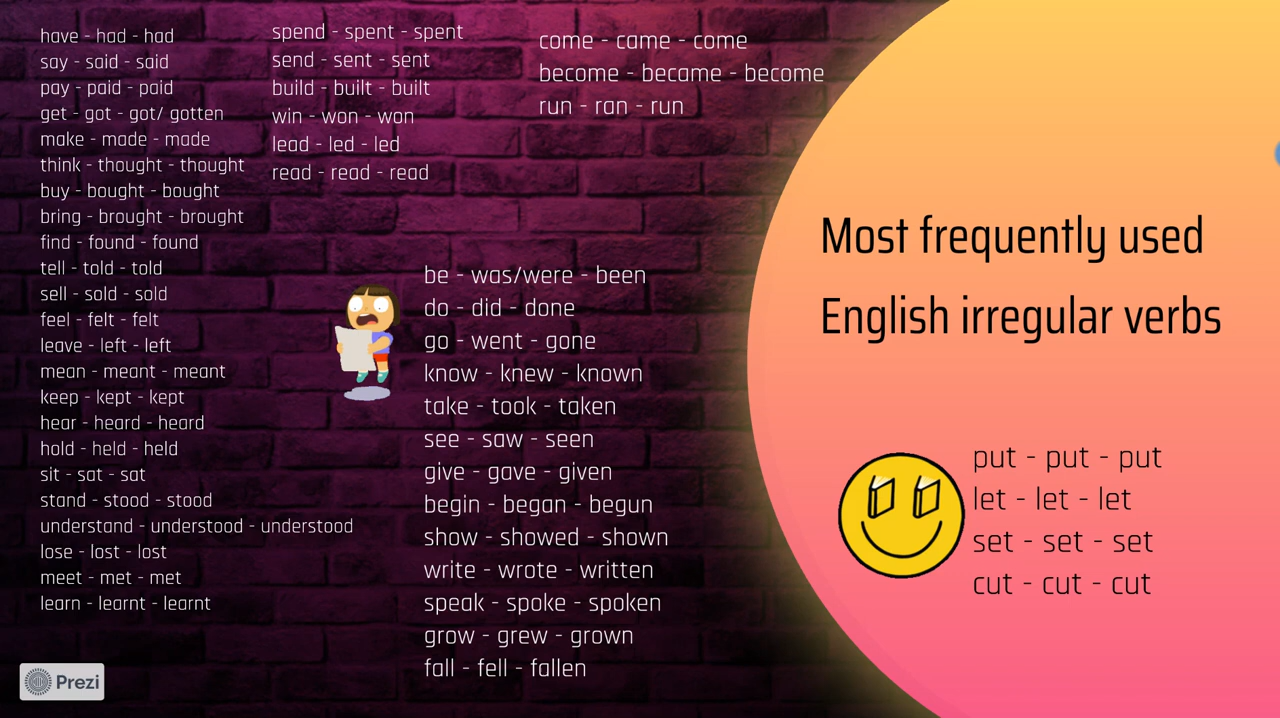 have - had - had
say - said - said
pay - paid - paid
get - got - got/ gotten
make - made - made
think - thought - thought
buy - bought - bought
bring - brought - brought
find - found - found
tell - told - told
sell - sold - sold
feel - felt - felt
leave - left - left
mean - meant - meant
keep - kept - kept
hear - heard - heard
hold - held - held
sit - sat - sat
stand - stood - stood
understand - understood - understood
lose - lost - lost
meet - met - met
learn - learnt - learnt
spend - spent - spent
send - sent - sent
build - built - built
win - won - won
lead - led - led
read - read - read
come - came - come
become - became - become
run - ran - run
be - was/were - been
do - did - done
go - went - gone
know - knew - known
take - took - taken
see - saw - seen
give - gave - given
begin - began - begun
show - showed - shown
write - wrote - written
speak - spoke - spoken
grow - grew - grown
fall - fell - fallen
Most frequently used
English irregular verbs
put - put - put
let - let - let
set - set - set
cut - cut - cut
Prezi